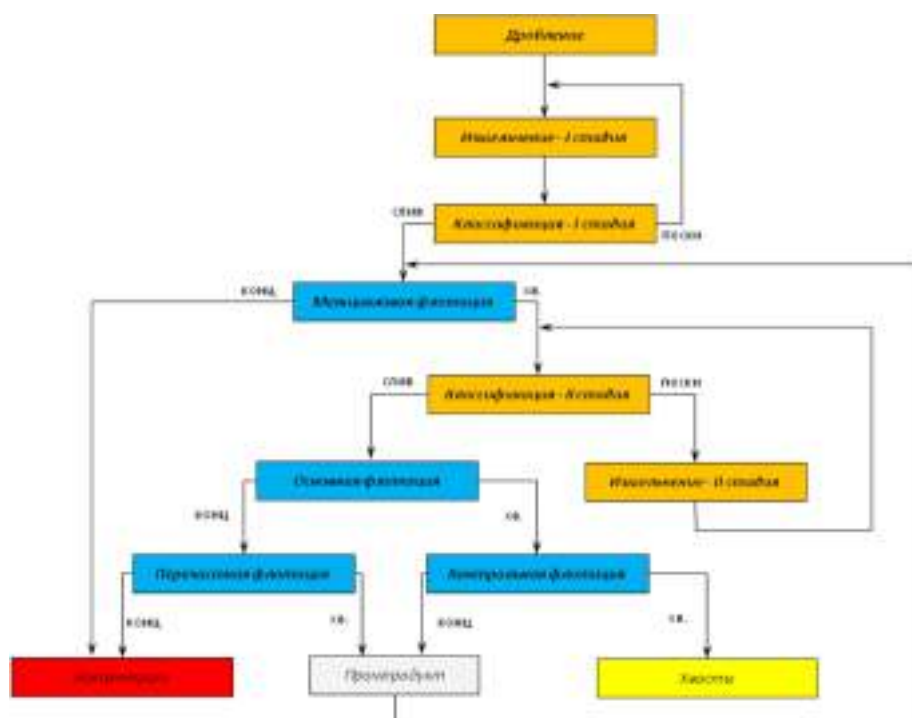 Дробление
Измельчение - I стадия
слив
Классификация - I стадия
пески
конц
Межцикловая флотация
хв.
слив
пески
Классификация - II стадия
Основная флотация
Измельчение - II стадия
конц
хв.
Перечистная флотация
Контрольная флотация
конц
хв.
конц
хв.
Промпродукт
Хвосты